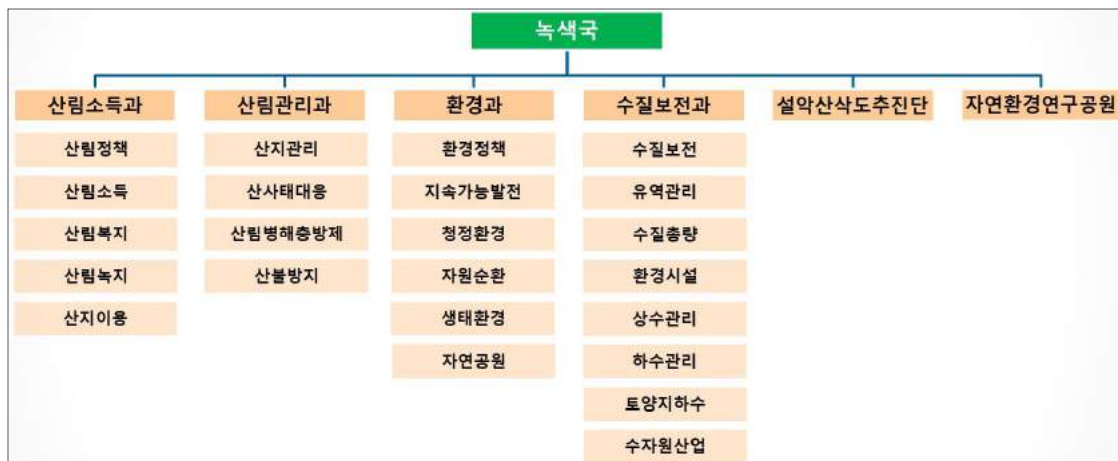 녹색국
산림소득과
산림관리과
환경과
수질보전과
설악산삭도추진단
자연환경연구공원
산림정책
산림소득
산림복지
산림녹지
산지이용
산지관리
산사태대응
산림병해충방제
산불방지
환경정책
지속가능발전
청정환경
자원순환
생태환경
자연공원
수질보전
유역관리
수질총량
환경시설
상수관리
하수관리
토양지하수
수자원산업